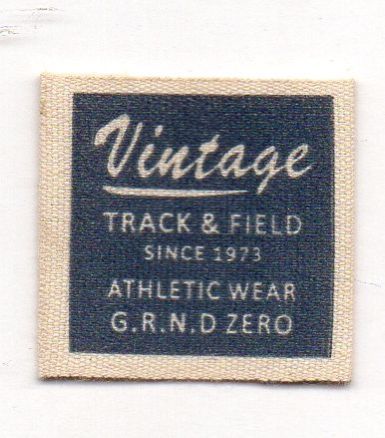 Vintage
TRACK & FIELD
SINCE 1973
ATHLETIC WEAR
G.R.N.D ZERO